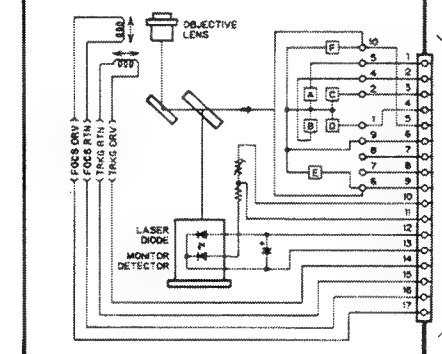 OBJECTIVE
LENS
FOCS DRV
FOCS RTN
TRKG RTN
TRKG DRV
F
A
C
B
D
E
10
5
4
2
1
9
8
7
6
LASER
DIODE
MONITOR
DETECTOR
1
2
3
4
5
6
7
8
9
10
11
12
13
14
15
16
17